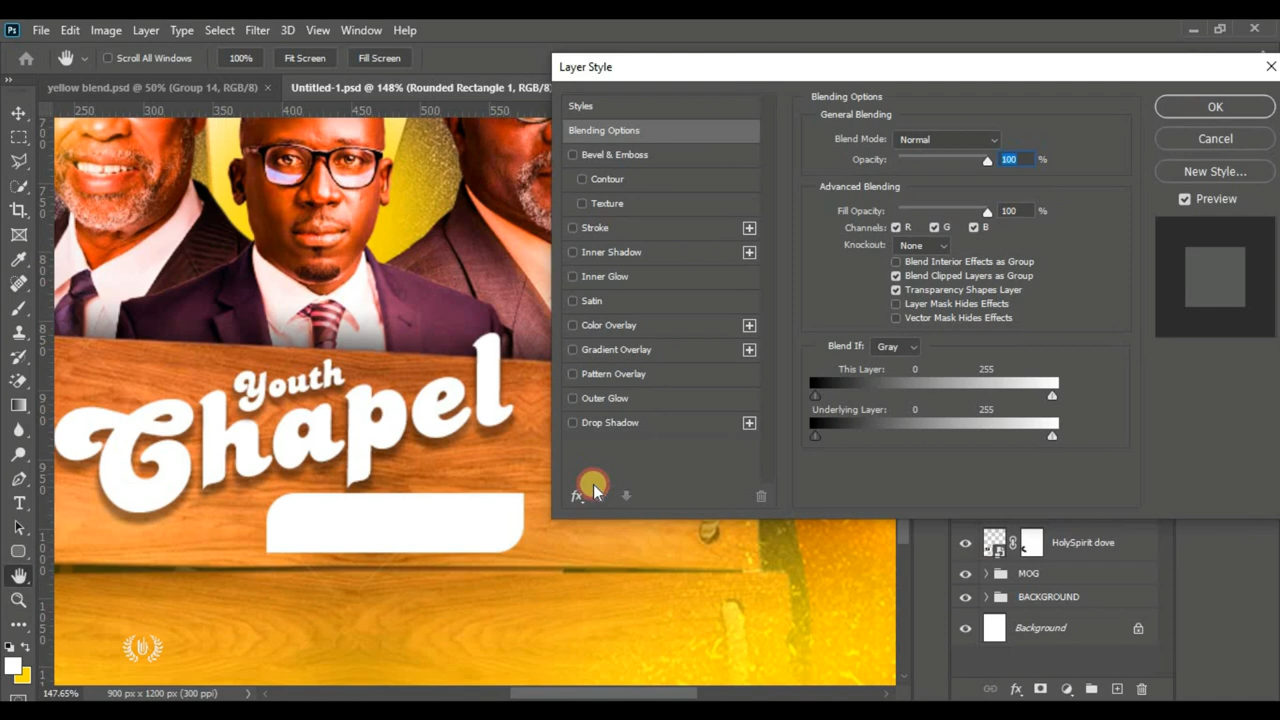 Ps File Edit Image Layer Type Select Filter 3D View Window Help
Scroll All Windows 100% Fit Screen Fill Screen
yellow blend.psd @ 50% (Group 14, RGB/8) × Untitled-1.psd @ 148% (Rounded Rectangle 1, RGB/8)
250 300 350 400 450 500 550
Layer Style
Styles
Blending Options
Bevel & Emboss
Contour
Texture
Stroke
Inner Shadow
Inner Glow
Satin
Color Overlay
Gradient Overlay
Pattern Overlay
Outer Glow
Drop Shadow
fx
Blending Options
General Blending
Blend Mode: Normal
Opacity: 100 %
Advanced Blending
Fill Opacity: 100 %
Channels: R G B
Knockout: None
Blend Interior Effects as Group
Blend Clipped Layers as Group
Transparency Shapes Layer
Layer Mask Hides Effects
Vector Mask Hides Effects
Blend If: Gray
This Layer: 0 255
Underlying Layer: 0 255
OK
Cancel
New Style...
Preview
Youth
Chapel
HolySpirit dove
MOG
BACKGROUND
Background
147.65% 900 px x 1200 px (300 ppi)
fx